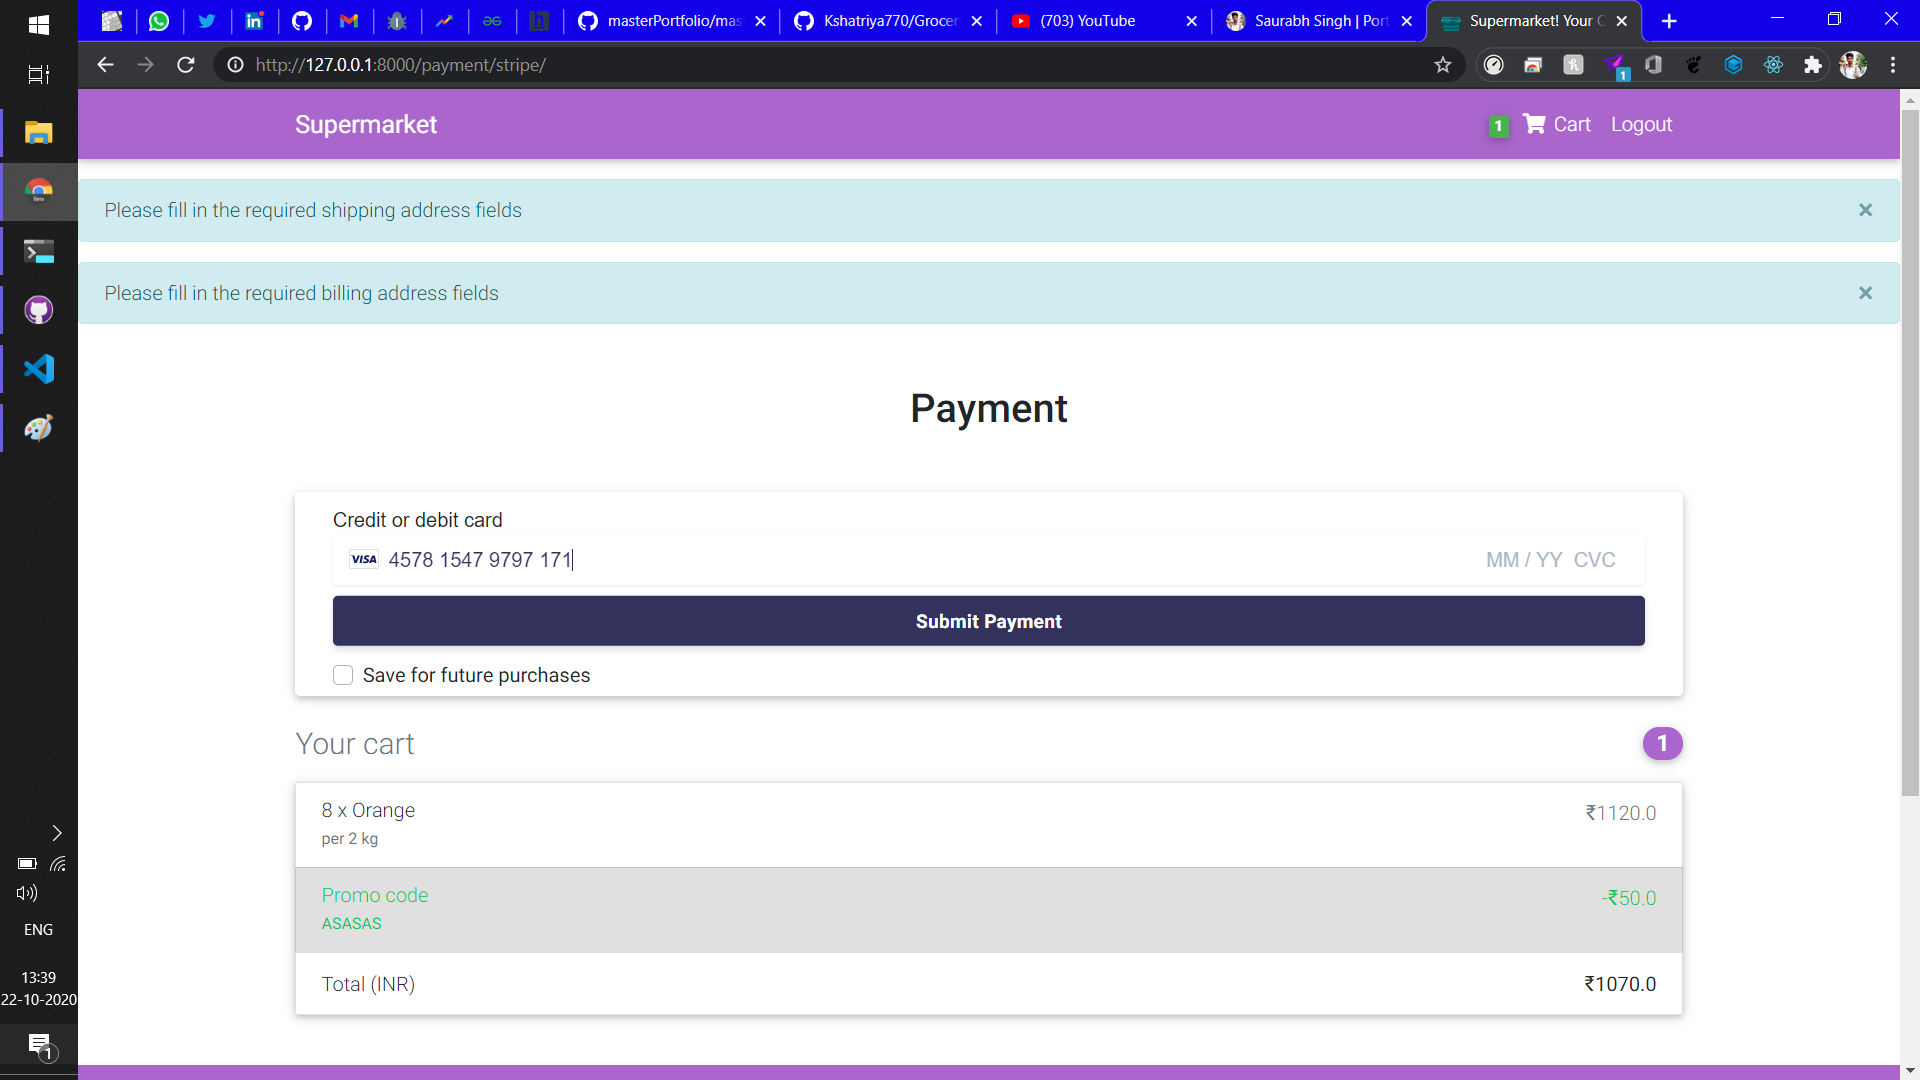 masterPortfolio/mas
Kshatriya770/Grocer
(703) YouTube
Saurabh Singh | Port
Supermarket! Your C
http://127.0.0.1:8000/payment/stripe/
1
Supermarket
1 Cart Logout
Please fill in the required shipping address fields ×
Please fill in the required billing address fields ×
Payment
Credit or debit card
VISA 4578 1547 9797 171 MM / YY CVC
Submit Payment
Save for future purchases
Your cart 1
8 x Orange ₹1120.0
per 2 kg
Promo code -₹50.0
ASASAS
Total (INR) ₹1070.0
ENG
13:39
22-10-2020
1